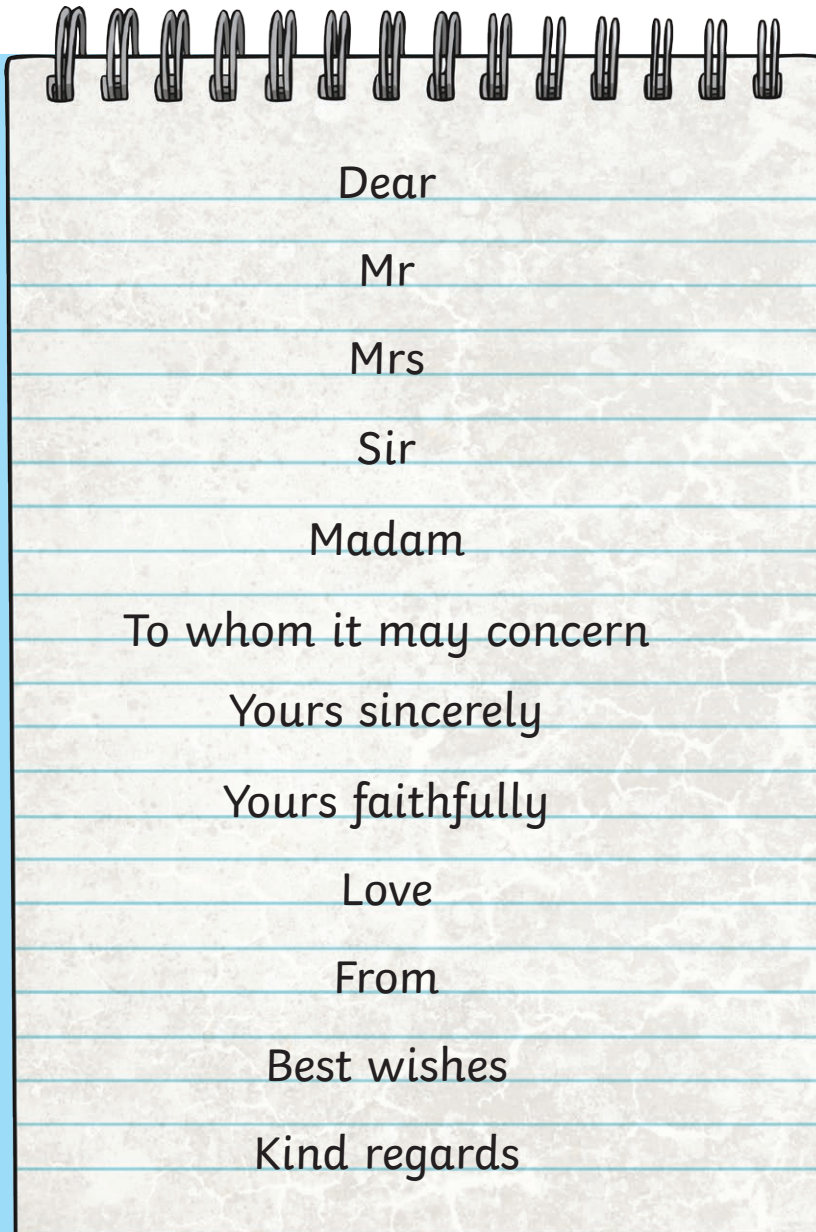 Dear
Mr
Mrs
Sir
Madam
To whom it may concern
Yours sincerely
Yours faithfully
Love
From
Best wishes
Kind regards